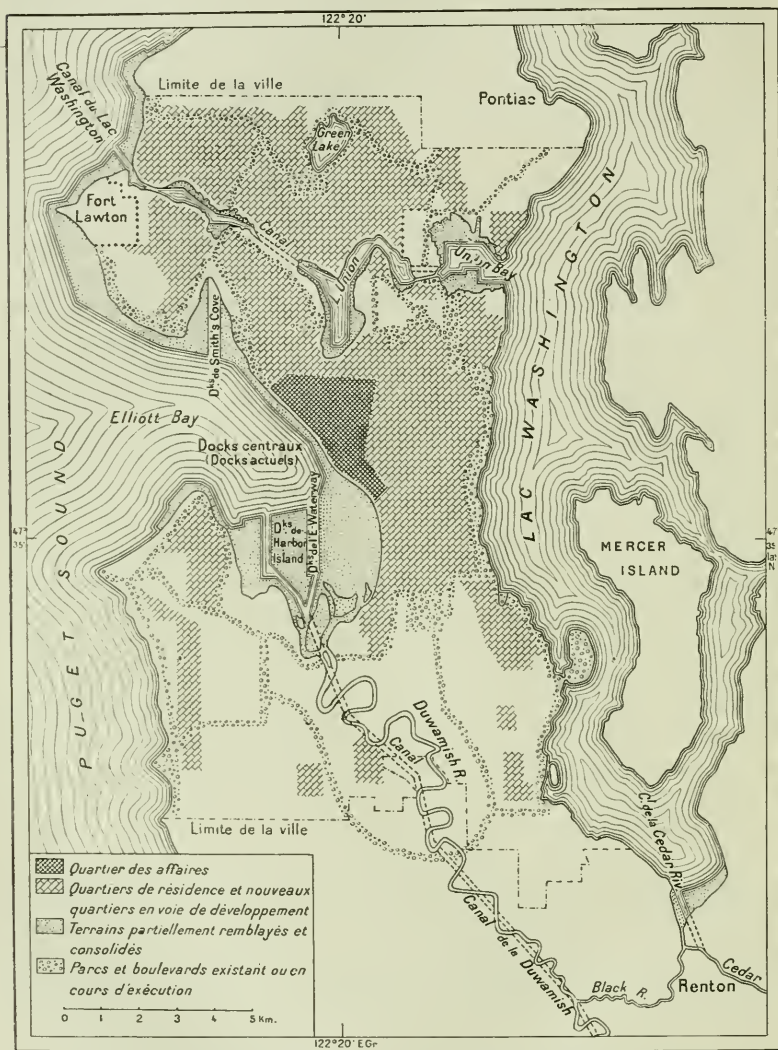 122° 20'
Canal du Lac
Washington
Limite de la ville
Pontiac
Green
Lake
Fort
Lawton
Canal
L. Union
Union Bay
LAC WASHINGTON
Dks de Smith's Cove
Elliott Bay
Docks centraux
(Docks actuels)
Dks de l'E. Waterway
Dks de
Harbor
Island
47°
35'
47°
35'
lat.
N
MERCER
ISLAND
PUGET SOUND
Duwamish R.
Canal
Limite de la ville
Cl de la Cedar Riv.
Canal de la Duwamish
Black R.
Renton
Cedar
Quartier des affaires
Quartiers de résidence et nouveaux
quartiers en voie de développement
Terrains partiellement remblayés et
consolidés
Parcs et boulevards existant ou en
cours d'exécution
0 1 2 3 4 5 Km.
122° 20' E Gr